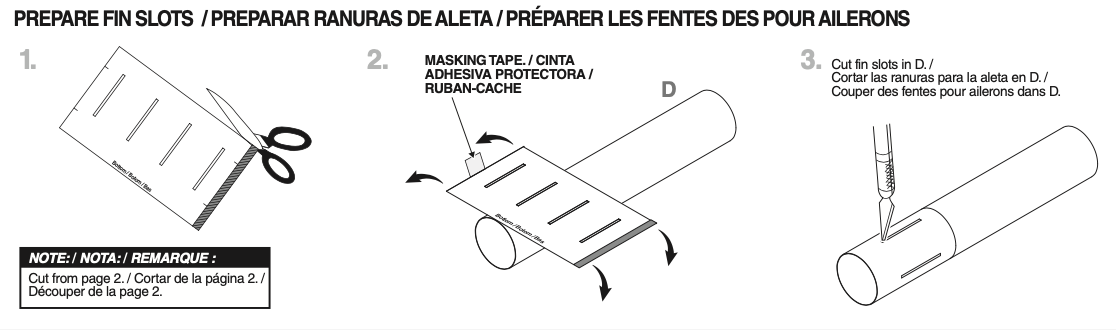 PREPARE FIN SLOTS / PREPARAR RANURAS DE ALETA / PRÉPARER LES FENTES DES POUR AILERONS
1.
Bottom / Botom / Bas
NOTE: / NOTA: / REMARQUE :
Cut from page 2. / Cortar de la página 2. /
Découper de la page 2.
2.
MASKING TAPE. / CINTA
ADHESIVA PROTECTORA /
RUBAN-CACHE
D
Bottom / Botom / Bas
3.
Cut fin slots in D. /
Cortar las ranuras para la aleta en D. /
Couper des fentes pour ailerons dans D.